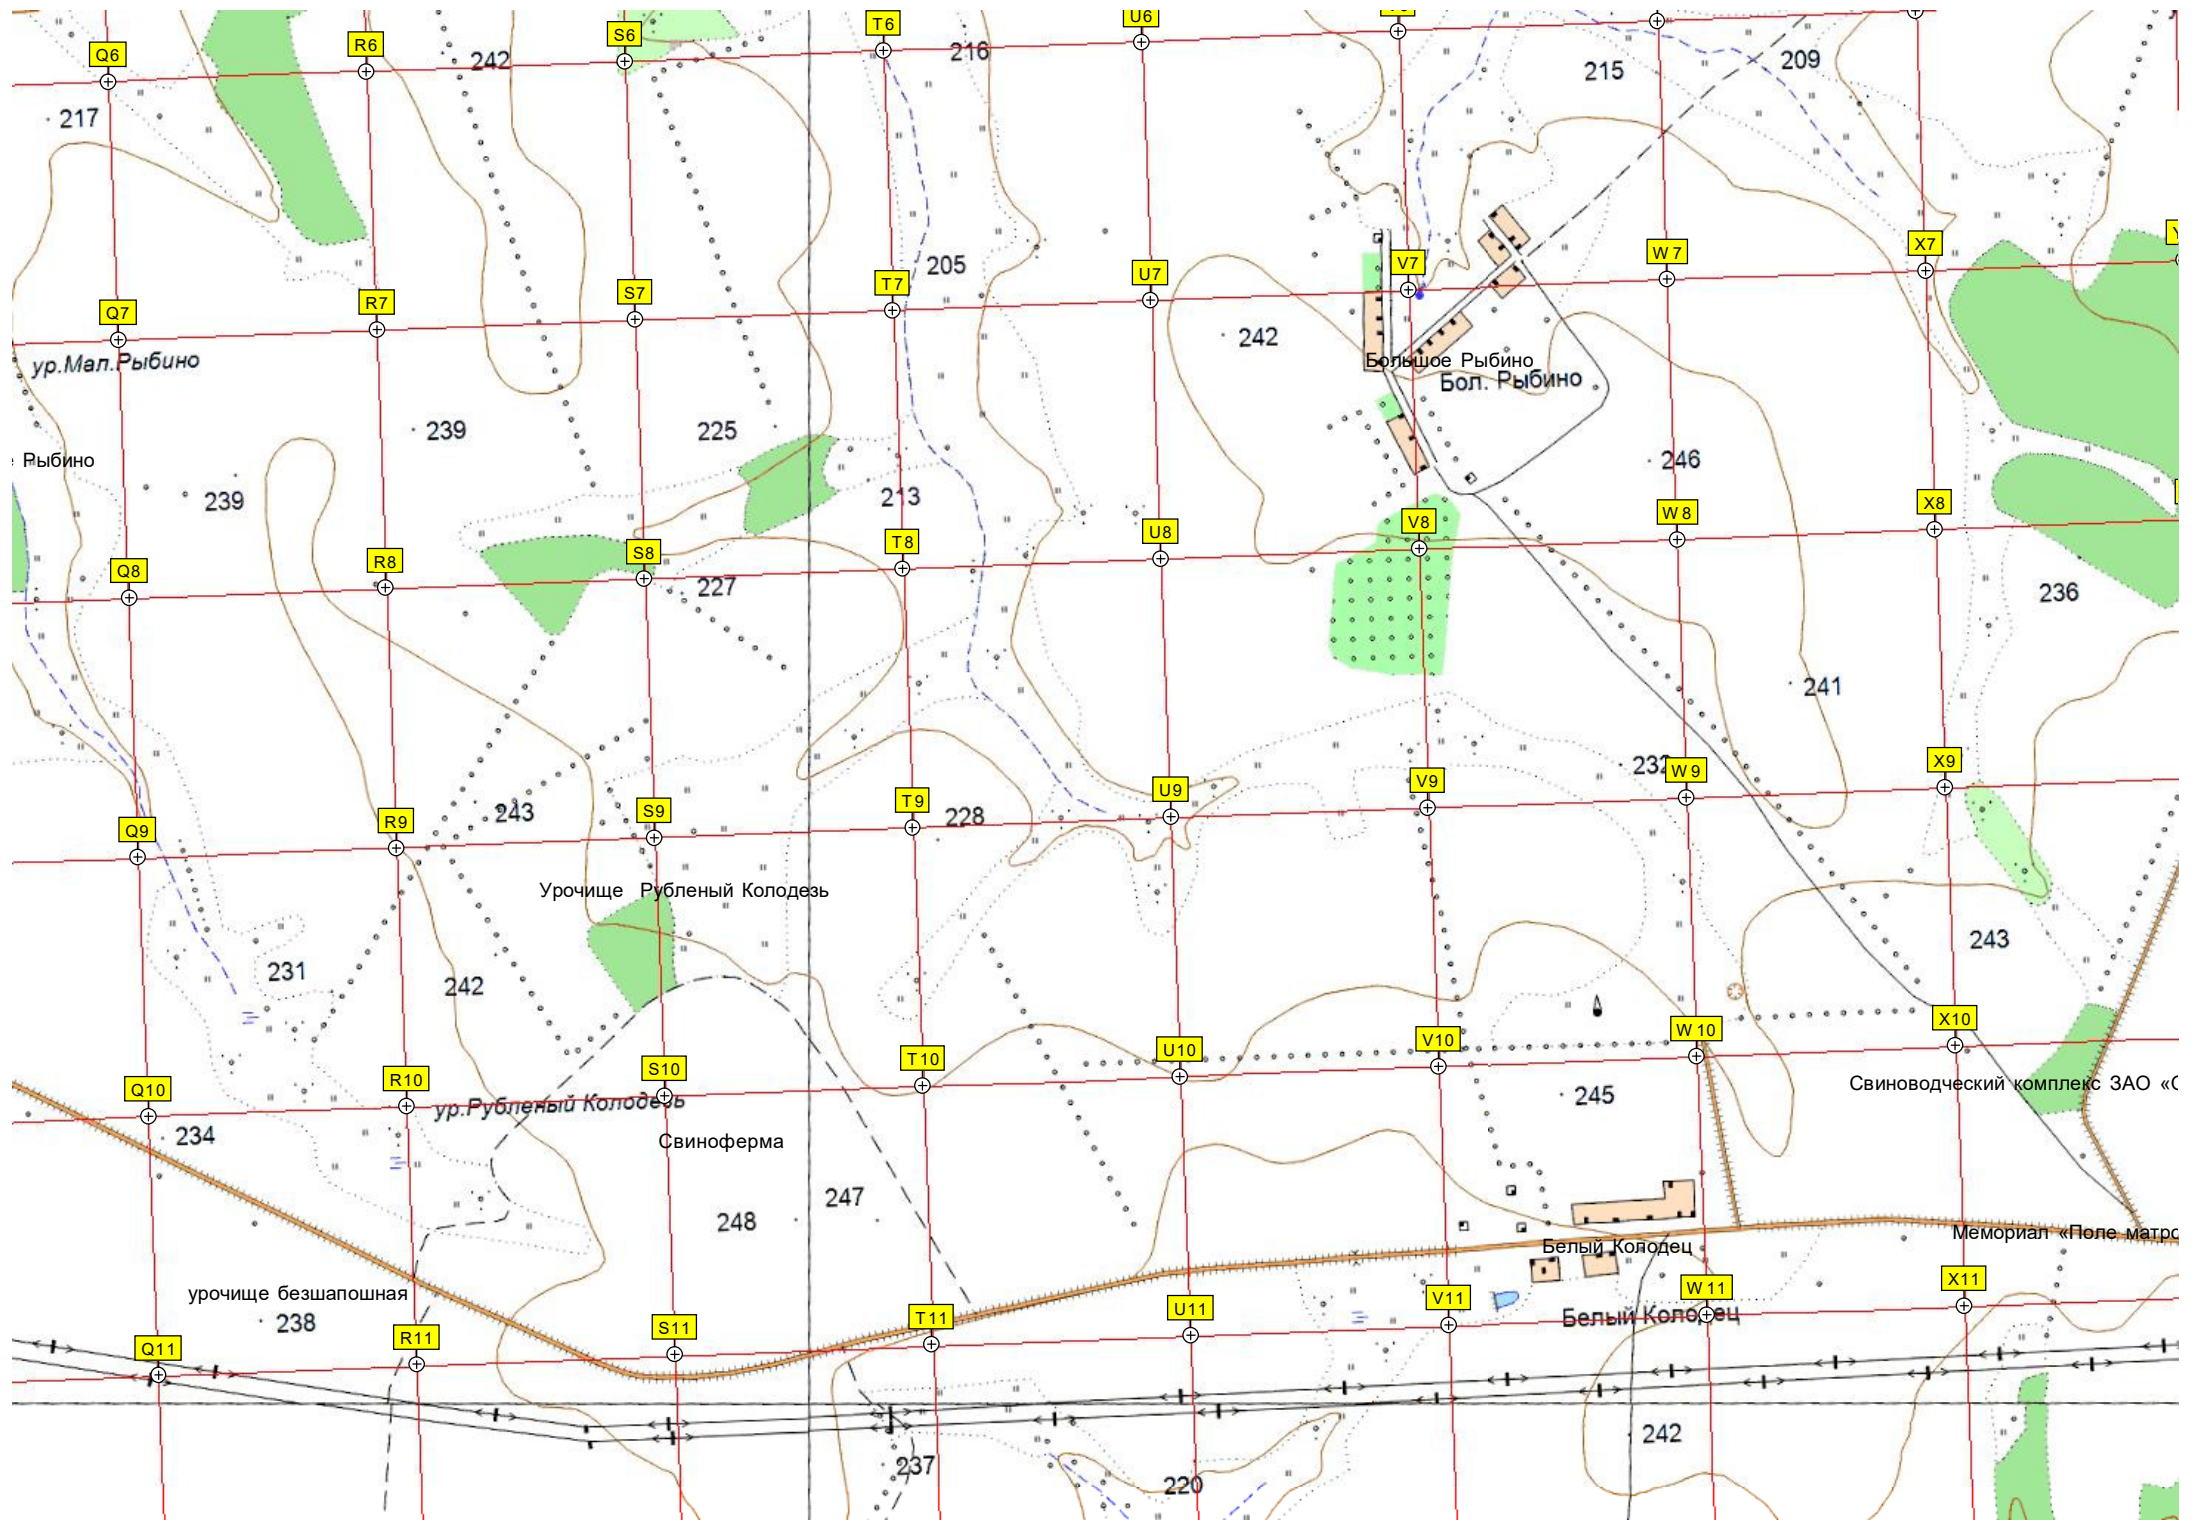 T6
U6
S6
R6
Q6
242
216
215
209
217
205
V7
W7
X7
U7
T7
S7
R7
Q7
242
ур.Мал.Рыбино
Большое Рыбино
Бол. Рыбино
239
225
246
Рыбино
239
213
X8
W8
V8
U8
T8
S8
R8
Q8
227
236
241
232
W9
X9
V9
U9
T9
S9
R9
Q9
243
228
Урочище Рубленый Колодезь
243
231
242
X10
W10
V10
U10
T10
S10
R10
Q10
Свиноводческий комплекс ЗАО «С
245
ур.Рубленый Колодезь
234
Свиноферма
247
248
Мемориал «Поле матро
Белый Колодец
X11
W11
V11
U11
T11
S11
R11
Q11
урочище безшапошная
238
Белый Колодец
242
237
220